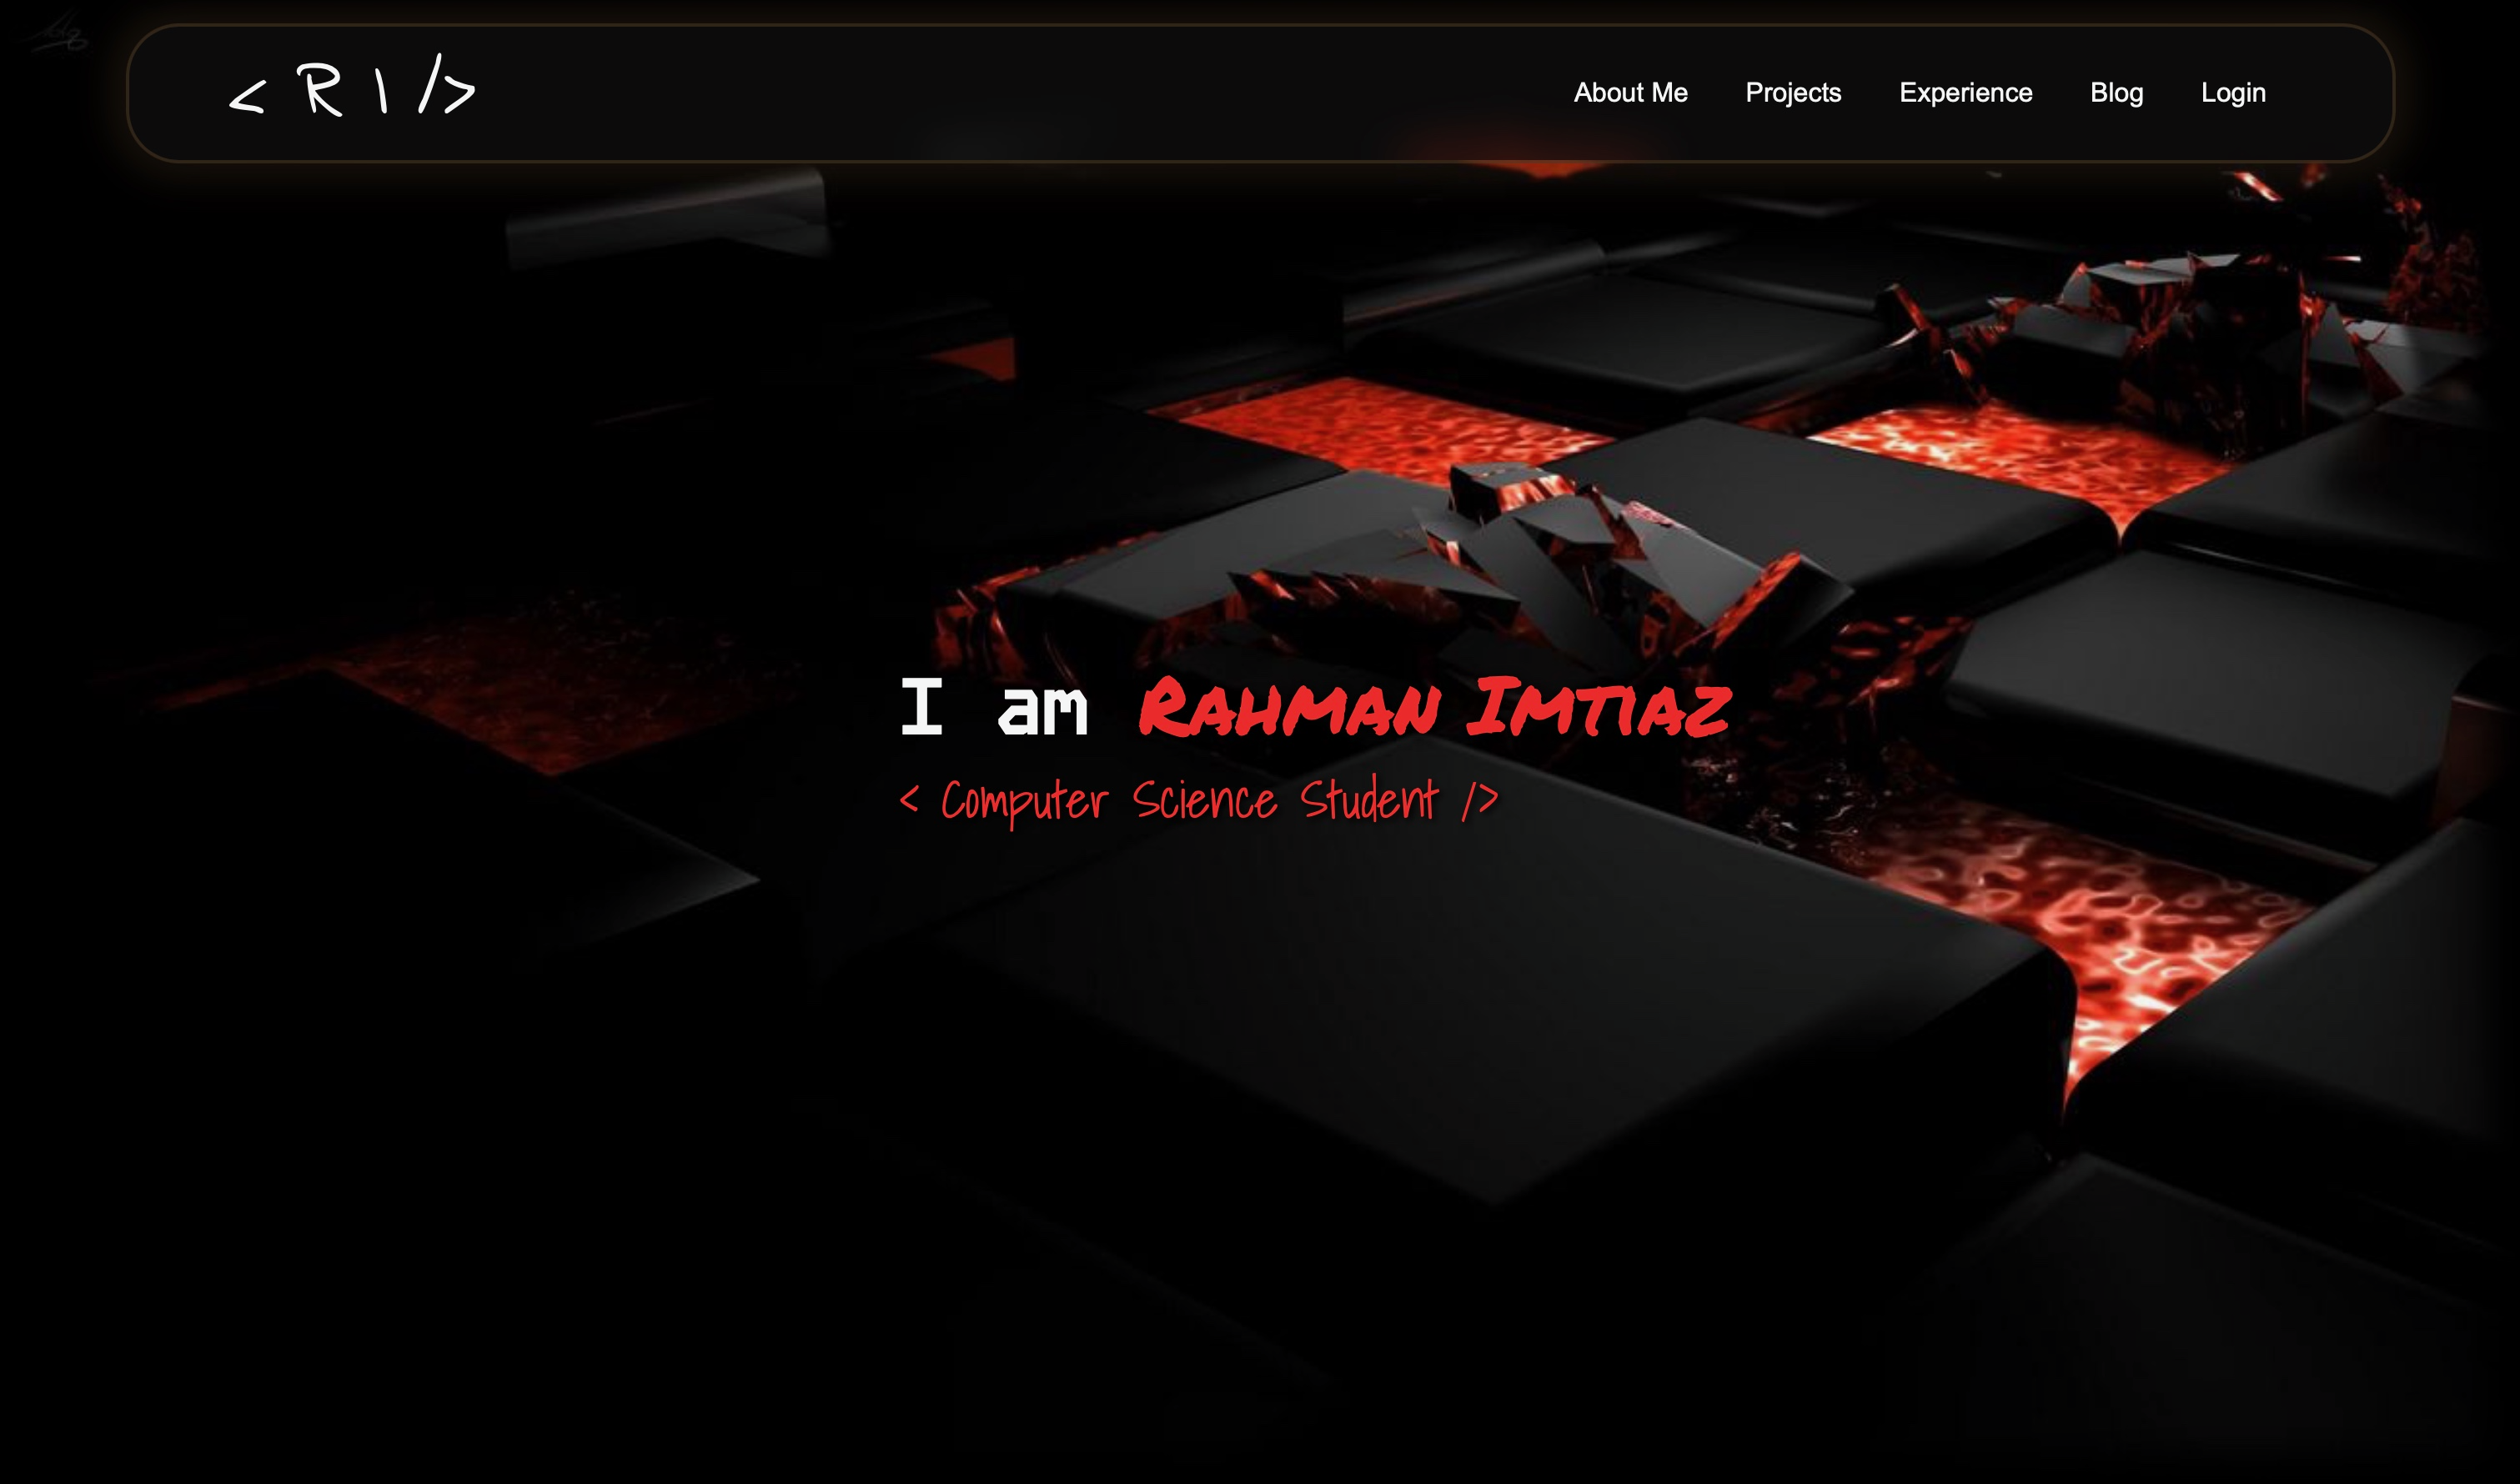 < R I />
About Me Projects Experience Blog Login
I am Rahman Imtiaz
< Computer Science Student />